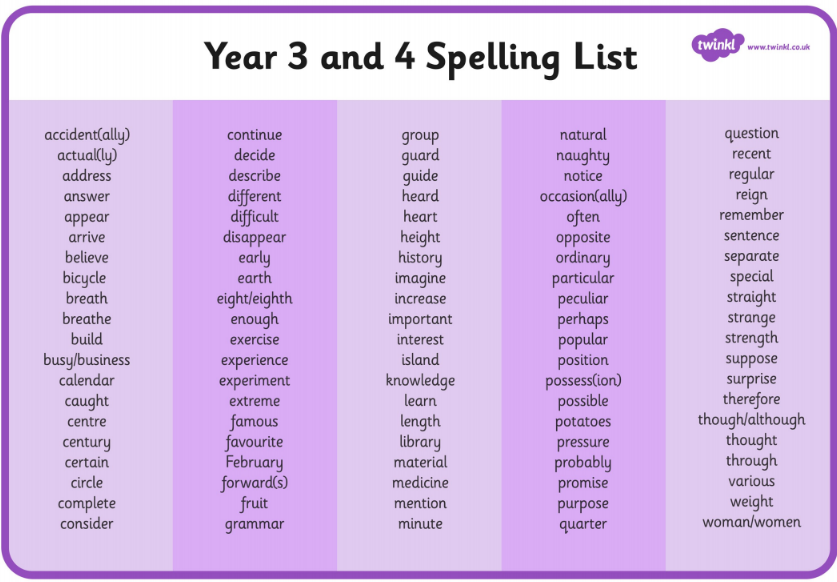 Year 3 and 4 Spelling List
twinkl
www.twinkl.co.uk
accident(ally)
actual(ly)
address
answer
appear
arrive
believe
bicycle
breath
breathe
build
busy/business
calendar
caught
centre
century
certain
circle
complete
consider
continue
decide
describe
different
difficult
disappear
early
earth
eight/eighth
enough
exercise
experience
experiment
extreme
famous
favourite
February
forward(s)
fruit
grammar
group
guard
guide
heard
heart
height
history
imagine
increase
important
interest
island
knowledge
learn
length
library
material
medicine
mention
minute
natural
naughty
notice
occasion(ally)
often
opposite
ordinary
particular
peculiar
perhaps
popular
position
possess(ion)
possible
potatoes
pressure
probably
promise
purpose
quarter
question
recent
regular
reign
remember
sentence
separate
special
straight
strange
strength
suppose
surprise
therefore
though/although
thought
through
various
weight
woman/women